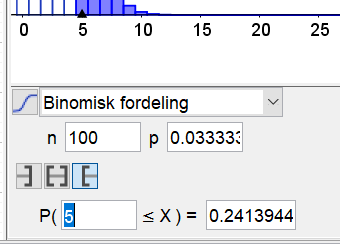 0 5 10 15 20 25
Binomisk fordeling
n 100 p 0.033333
P( 5 ≤ X ) = 0.2413944